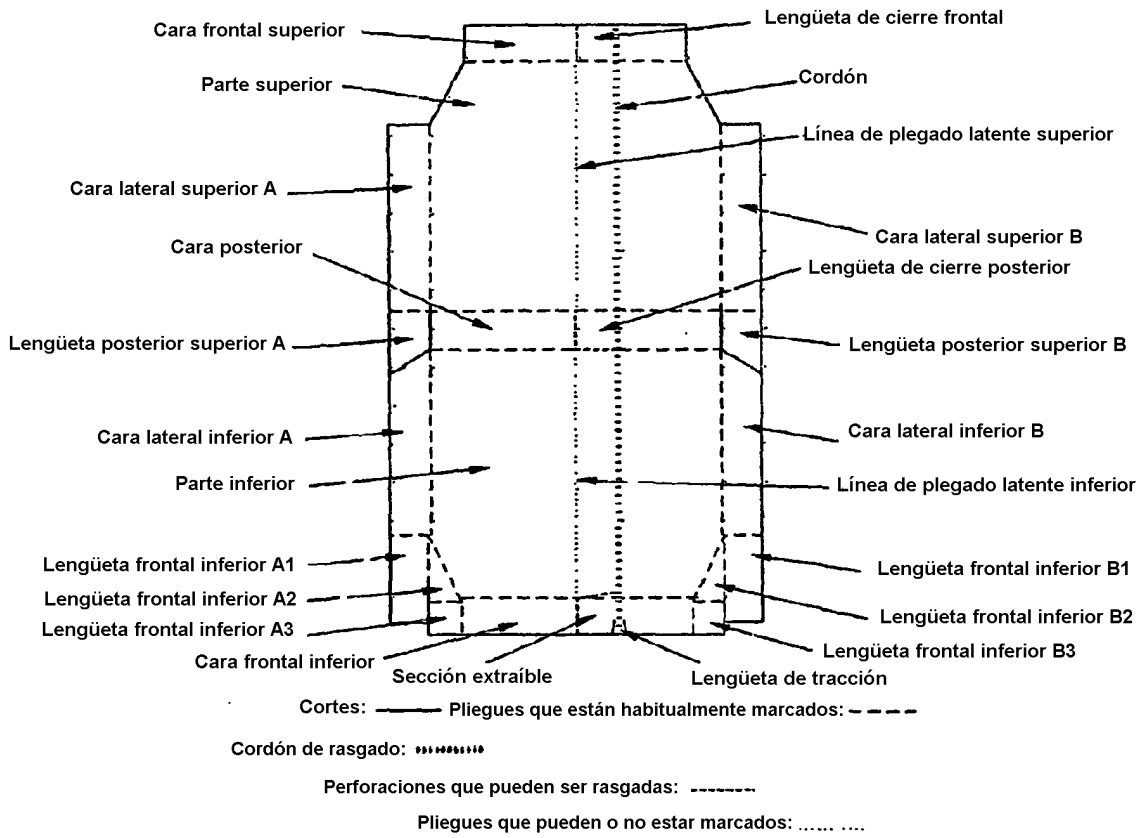 Lengüeta de cierre frontal
Cara frontal superior
Cordón
Parte superior
Línea de plegado latente superior
Cara lateral superior A
Cara lateral superior B
Cara posterior
Lengüeta de cierre posterior
Lengüeta posterior superior A
Lengüeta posterior superior B
Cara lateral inferior A
Cara lateral inferior B
Parte inferior
Línea de plegado latente inferior
Lengüeta frontal inferior A1
Lengüeta frontal inferior B1
Lengüeta frontal inferior A2
Lengüeta frontal inferior B2
Lengüeta frontal inferior A3
Lengüeta frontal inferior B3
Cara frontal inferior
Sección extraíble
Lengüeta de tracción
Cortes: Pliegues que están habitualmente marcados:
Cordón de rasgado:
Perforaciones que pueden ser rasgadas:
Pliegues que pueden o no estar marcados: